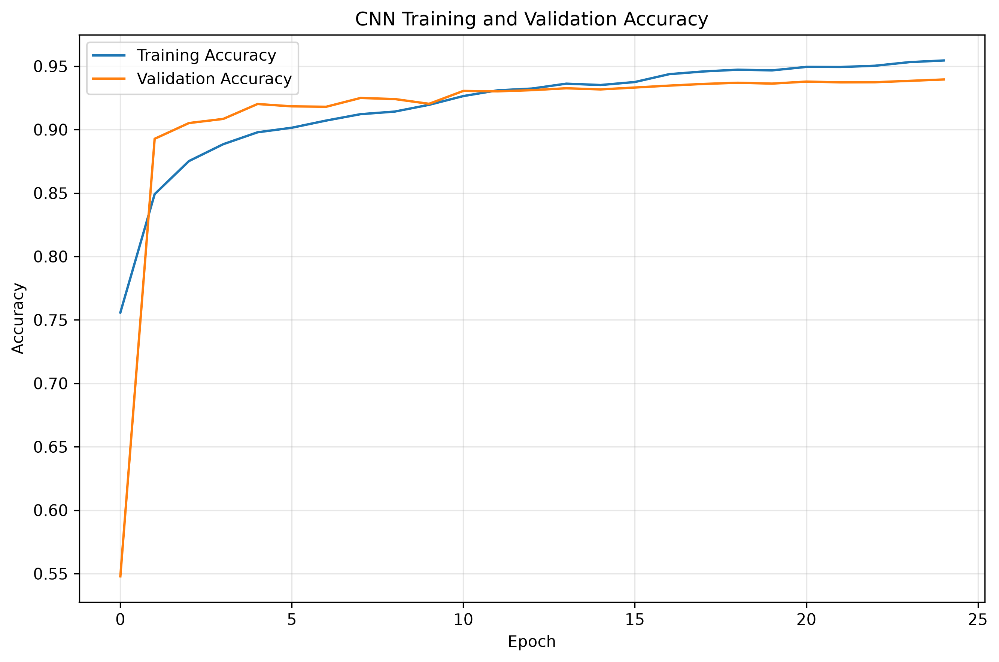 CNN Training and Validation Accuracy
Training Accuracy
Validation Accuracy
0.95
0.90
0.85
0.80
0.75
0.70
0.65
0.60
0.55
Accuracy
0 5 10 15 20 25
Epoch